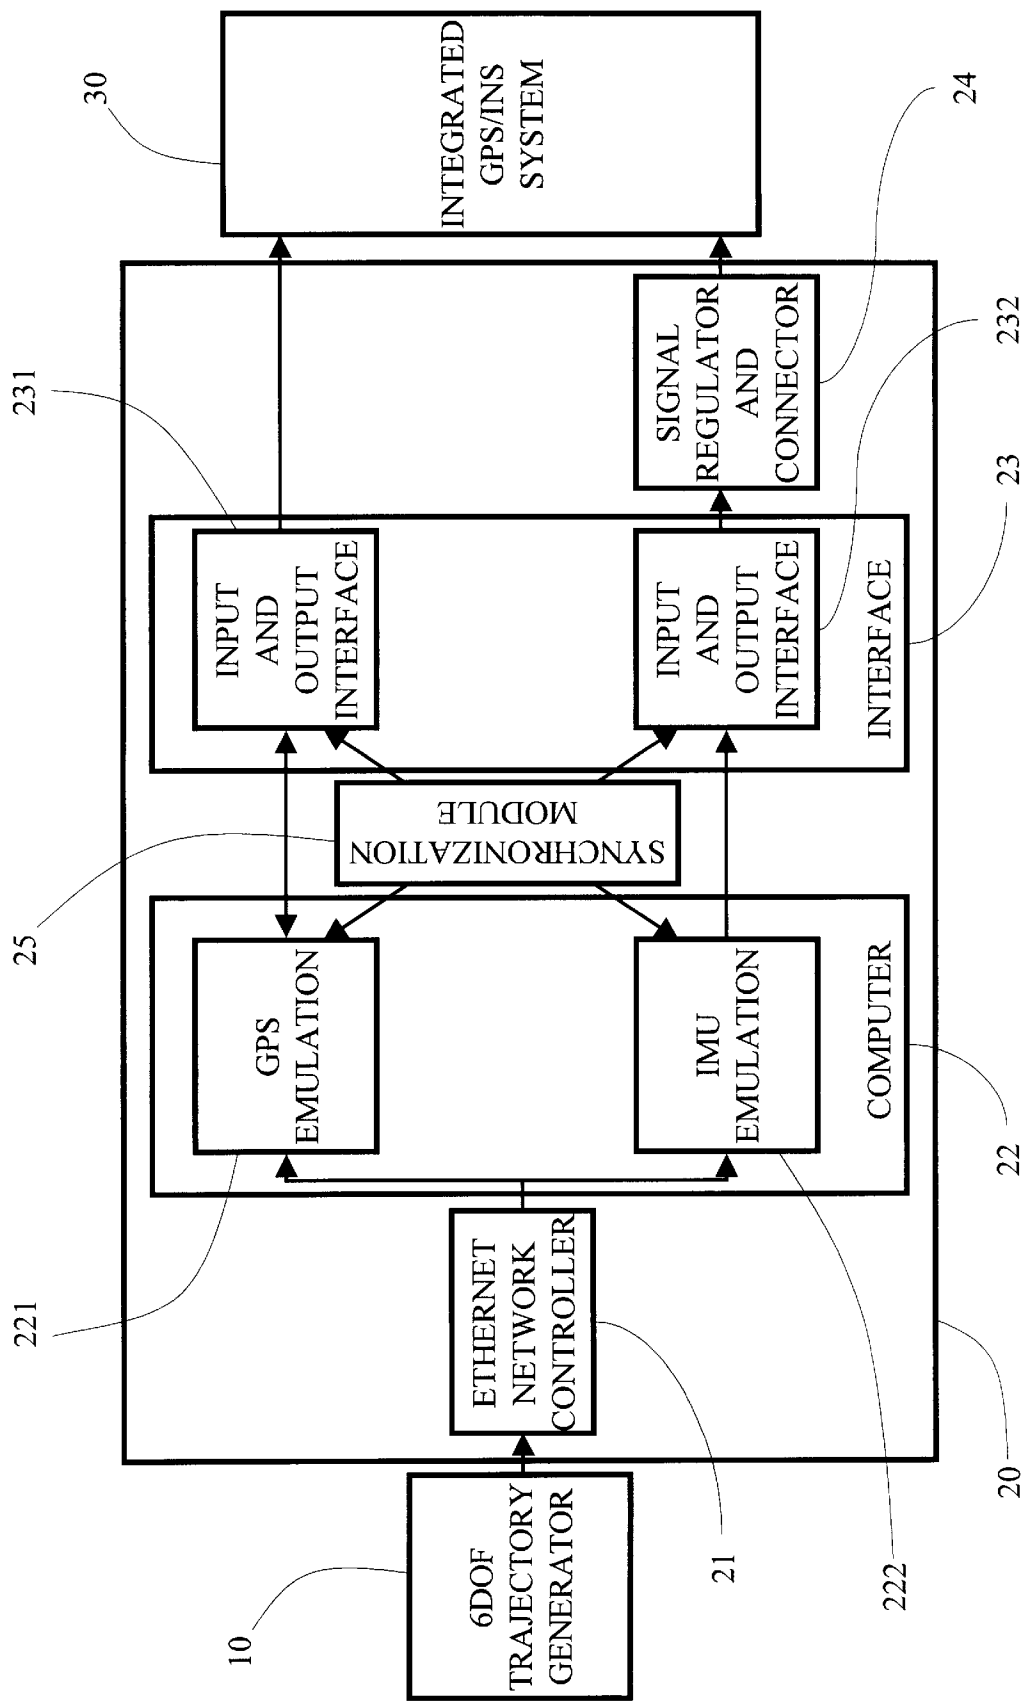 10
6DOF
TRAJECTORY
GENERATOR
21
ETHERNET
NETWORK
CONTROLLER
20
221
GPS
EMULATION
222
IMU
EMULATION
COMPUTER
22
25
SYNCHRONIZATION
MODULE
231
INPUT
AND
OUTPUT
INTERFACE
232
INPUT
AND
OUTPUT
INTERFACE
INTERFACE
23
SIGNAL
REGULATOR
AND
CONNECTOR
24
30
INTEGRATED
GPS/INS
SYSTEM